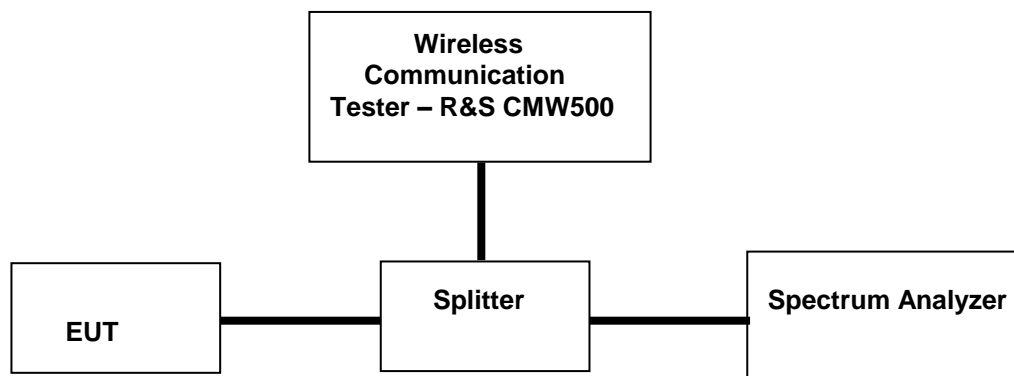 Wireless
Communication
Tester – R&S CMW500
Splitter
Spectrum Analyzer
EUT